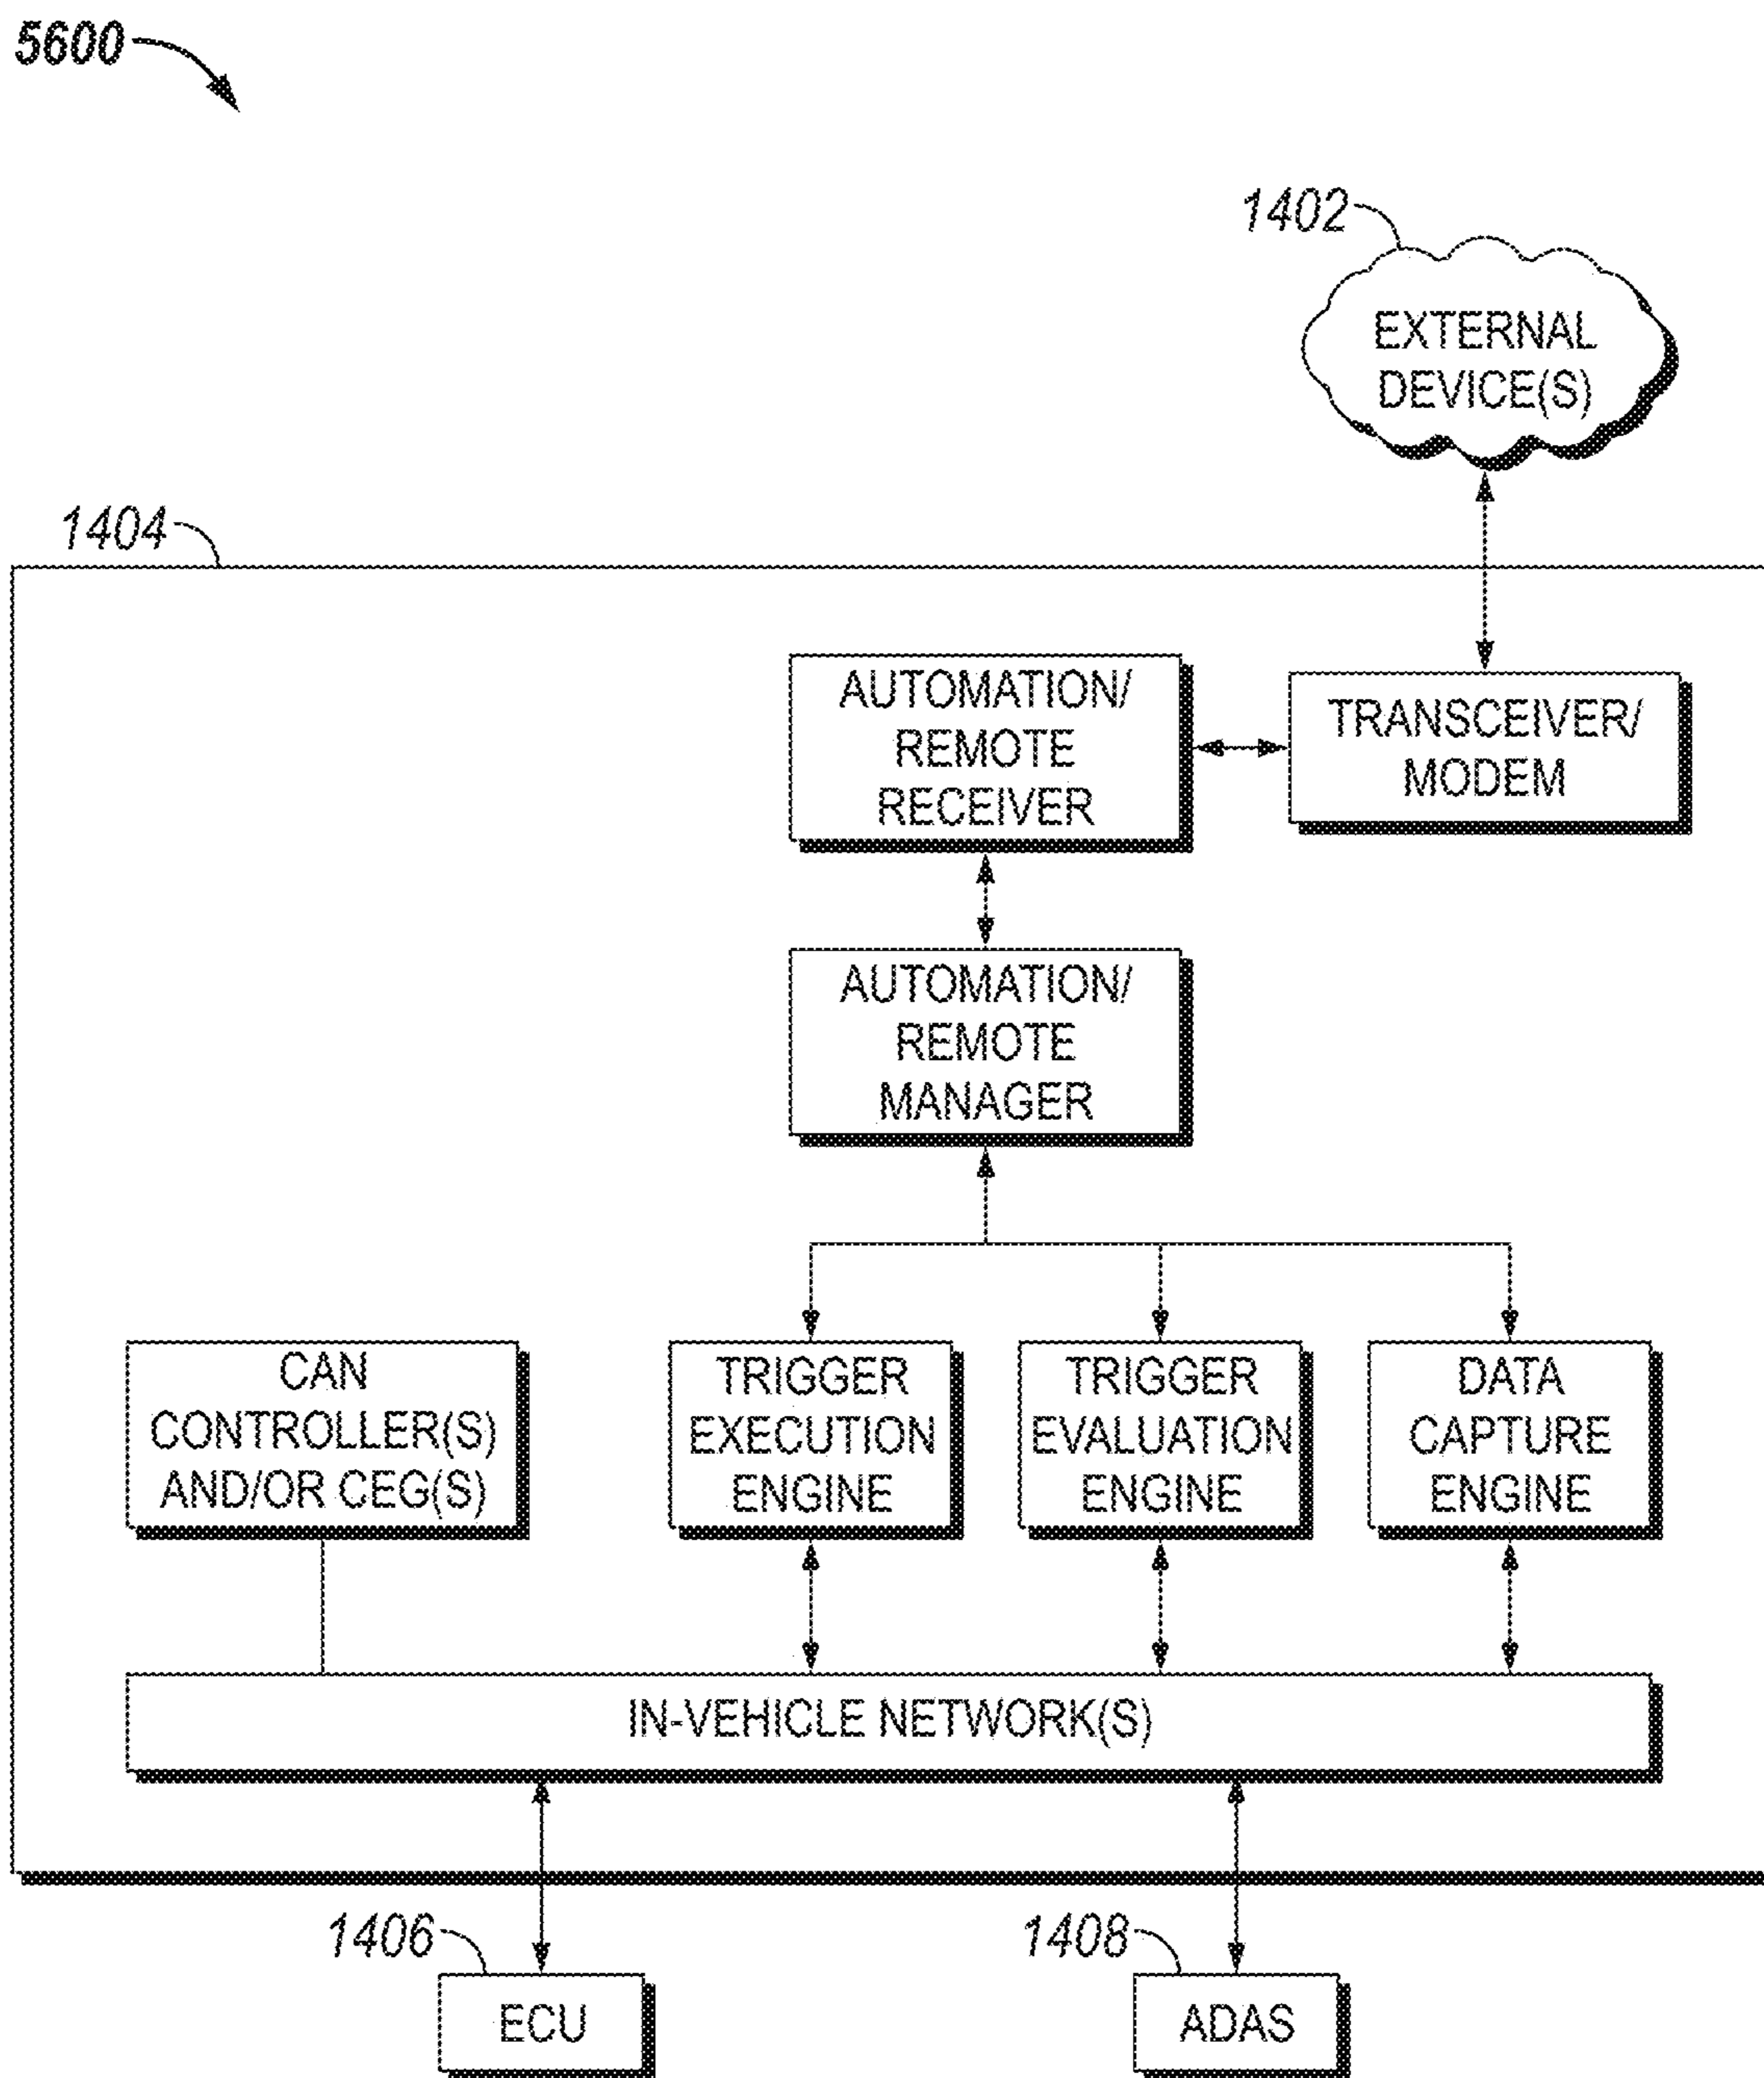 5600
1402
EXTERNAL
DEVICE(S)
1404
AUTOMATION/
REMOTE
RECEIVER
TRANSCEIVER/
MODEM
AUTOMATION/
REMOTE
MANAGER
CAN
CONTROLLER(S)
AND/OR CEG(S)
TRIGGER
EXECUTION
ENGINE
TRIGGER
EVALUATION
ENGINE
DATA
CAPTURE
ENGINE
IN-VEHICLE NETWORK(S)
1406
ECU
1408
ADAS